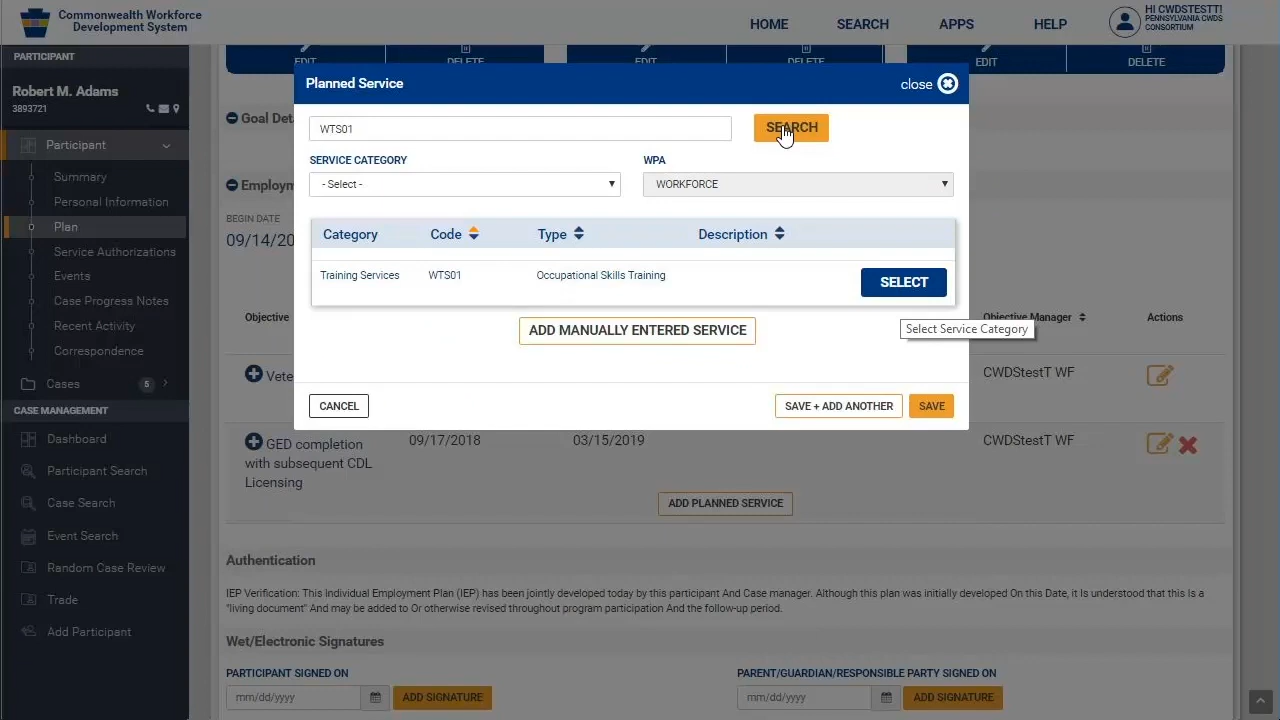 Commonwealth Workforce
Development System
HOME
SEARCH
APPS
HELP
HI CWDSTESTT!
PENNSYLVANIA CWDS
CONSORTIUM
PARTICIPANT
Robert M. Adams
3893721
Participant
Summary
Personal Information
Plan
Service Authorizations
Events
Case Progress Notes
Recent Activity
Correspondence
Cases 5
CASE MANAGEMENT
Dashboard
Participant Search
Case Search
Event Search
Random Case Review
Trade
Add Participant
EDIT DELETE EDIT DELETE EDIT DELETE
Planned Service
close
WTS01
SEARCH
SERVICE CATEGORY
WPA
- Select -
WORKFORCE
Category Code Type Description
Training Services WTS01 Occupational Skills Training SELECT
ADD MANUALLY ENTERED SERVICE
Select Service Category
CANCEL
SAVE + ADD ANOTHER
SAVE
Goal Det
Employm
BEGIN DATE
09/14/20
Objective
Objective Manager
Actions
Vete
CWDStestT WF
GED completion
with subsequent CDL
Licensing
09/17/2018
03/15/2019
CWDStestT WF
ADD PLANNED SERVICE
Authentication
IEP Verification: This Individual Employment Plan (IEP) has been jointly developed today by this participant And Case manager. Although this plan was initially developed On this Date, it Is understood that this is a
"living document" And may be added to Or otherwise revised throughout program participation And the follow-up period.
Wet/Electronic Signatures
PARTICIPANT SIGNED ON
PARENT/GUARDIAN/RESPONSIBLE PARTY SIGNED ON
mm/dd/yyyy
ADD SIGNATURE
mm/dd/yyyy
ADD SIGNATURE